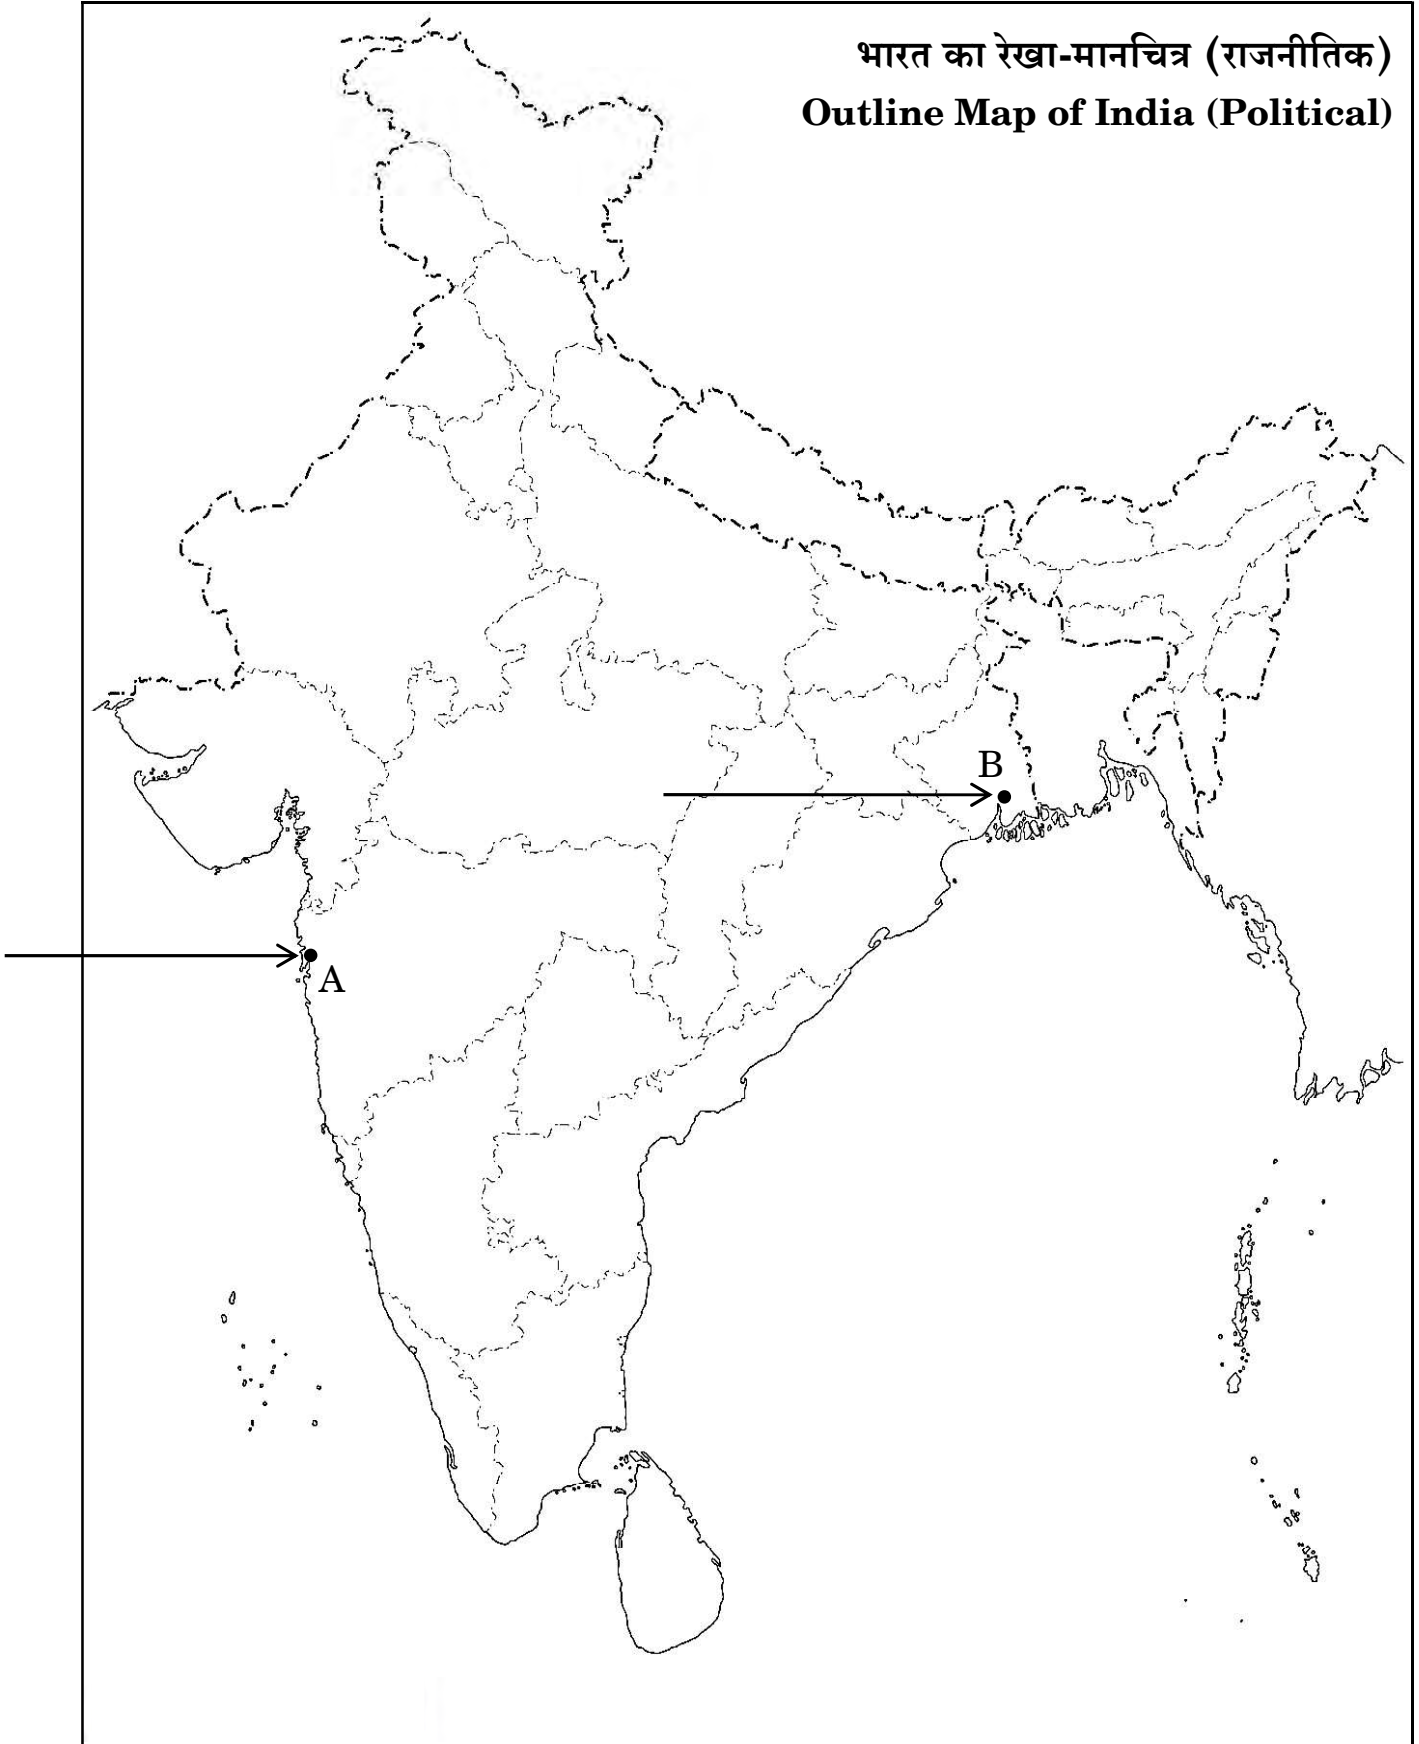 भारत का रेखा-मानचित्र (राजनीतिक)
Outline Map of India (Political)
B
A